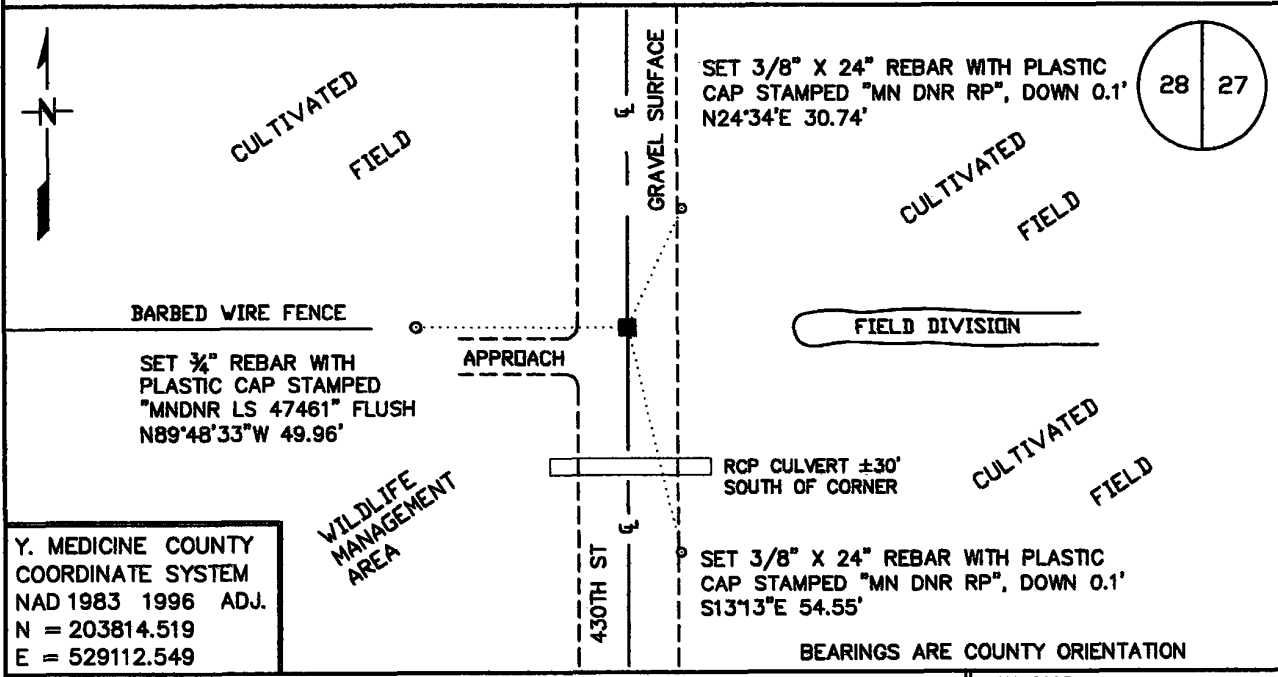 N
CULTIVATED
FIELD
℄
GRAVEL SURFACE
SET 3/8" X 24" REBAR WITH PLASTIC
CAP STAMPED "MN DNR RP", DOWN 0.1'
N24°34'E 30.74'
28 27
CULTIVATED
FIELD
BARBED WIRE FENCE
APPROACH
FIELD DIVISION
SET ¾" REBAR WITH
PLASTIC CAP STAMPED
"MNDNR LS 47461" FLUSH
N89°48'33"W 49.96'
RCP CULVERT ±30'
SOUTH OF CORNER
CULTIVATED
FIELD
WILDLIFE
MANAGEMENT
AREA
℄
430TH ST
SET 3/8" X 24" REBAR WITH PLASTIC
CAP STAMPED "MN DNR RP", DOWN 0.1'
S13°13"E 54.55'
Y. MEDICINE COUNTY
COORDINATE SYSTEM
NAD 1983 1996 ADJ.
N = 203814.519
E = 529112.549
BEARINGS ARE COUNTY ORIENTATION